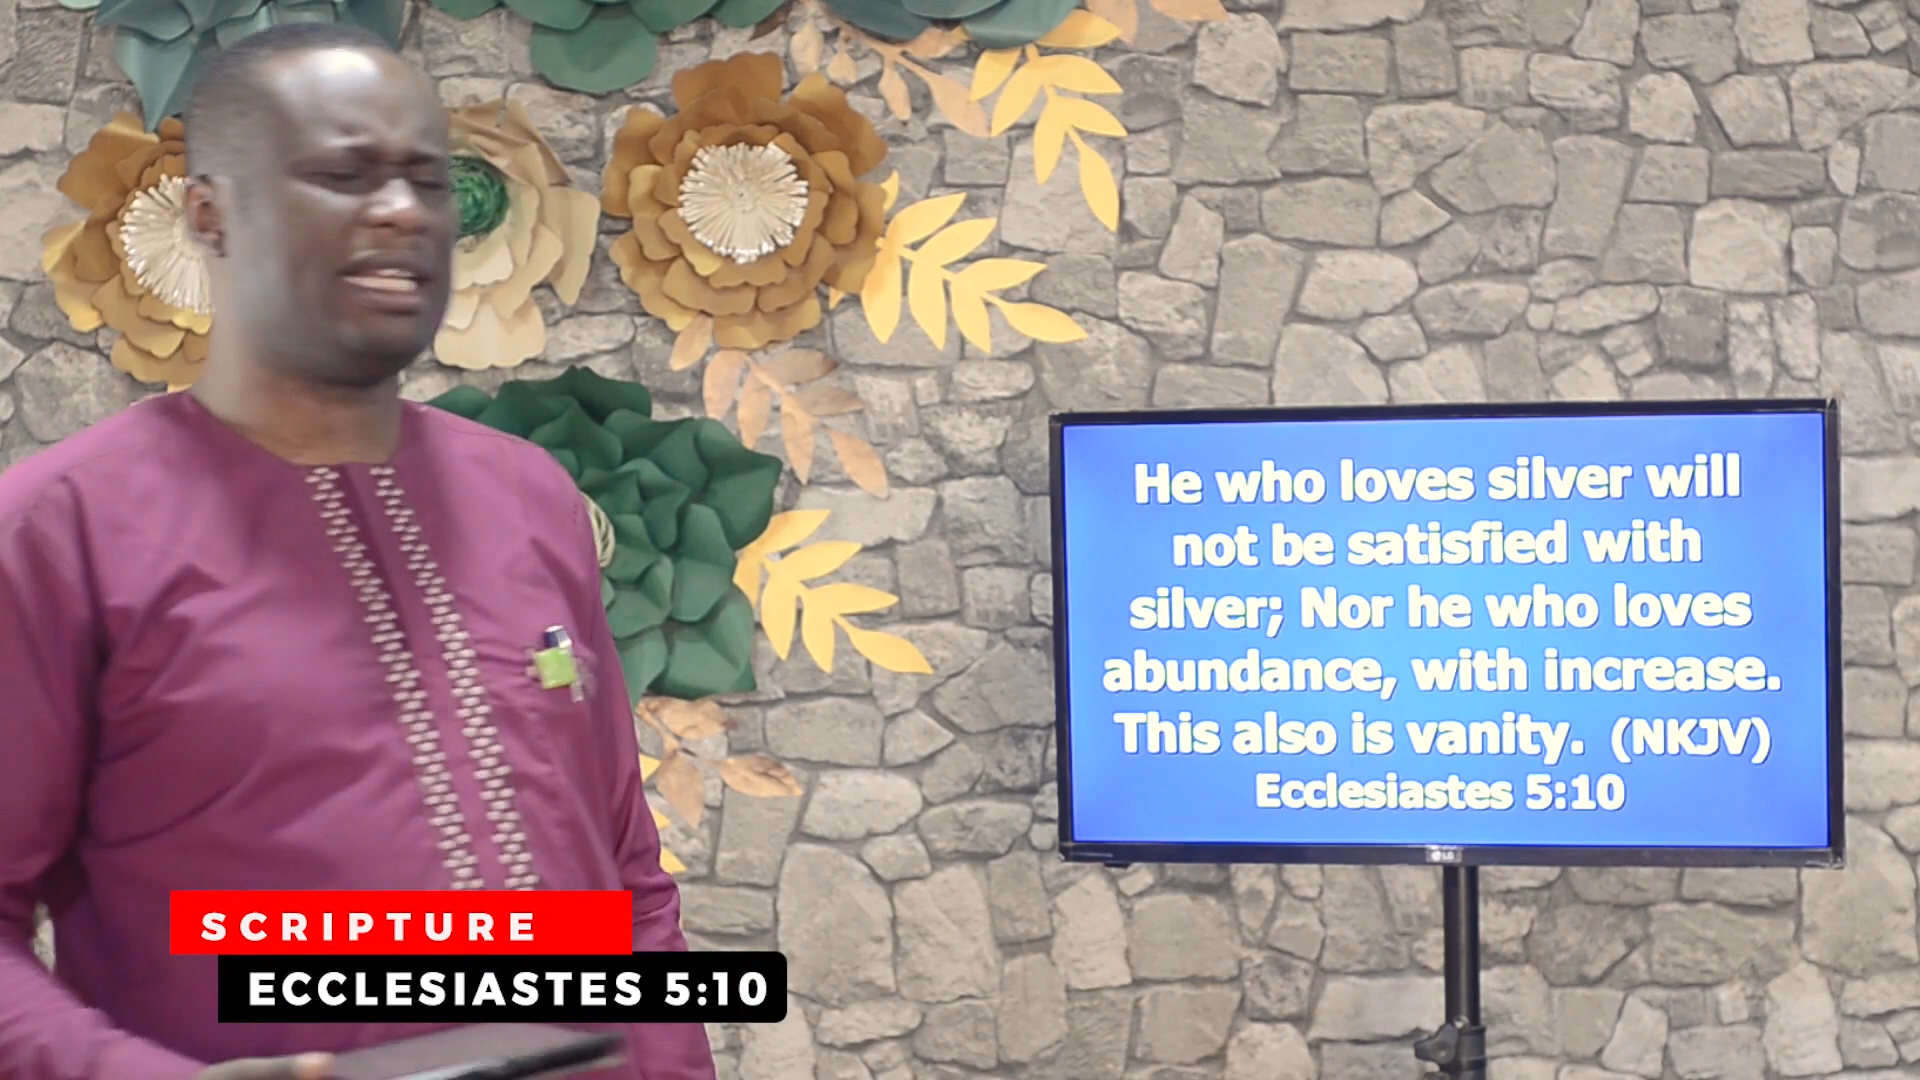 He who loves silver will
not be satisfied with
silver; Nor he who loves
abundance, with increase.
This also is vanity. (NKJV)
Ecclesiastes 5:10
LG
SCRIPTURE
ECCLESIASTES 5:10